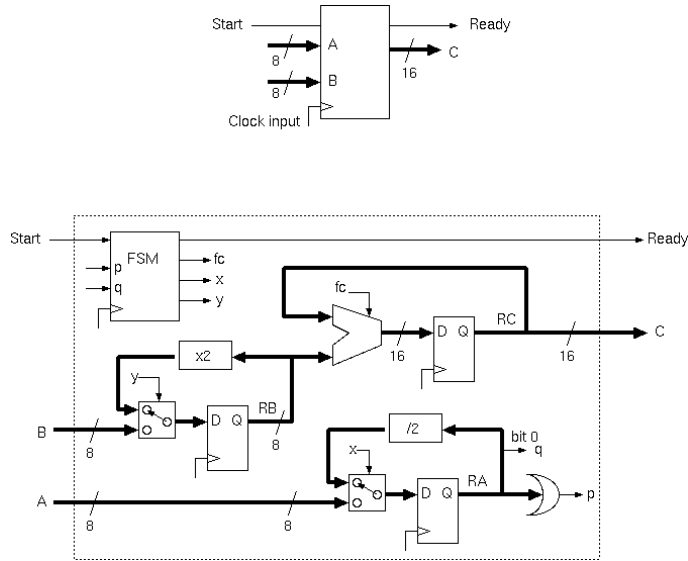 Start
Ready
A
8
C
16
B
8
Clock input
Start
Ready
FSM
fc
p
x
q
y
fc
RC
D Q
C
16
16
x2
y
RB
D Q
/2
B
8
8
bit 0
q
x
RA
D Q
p
A
8
8